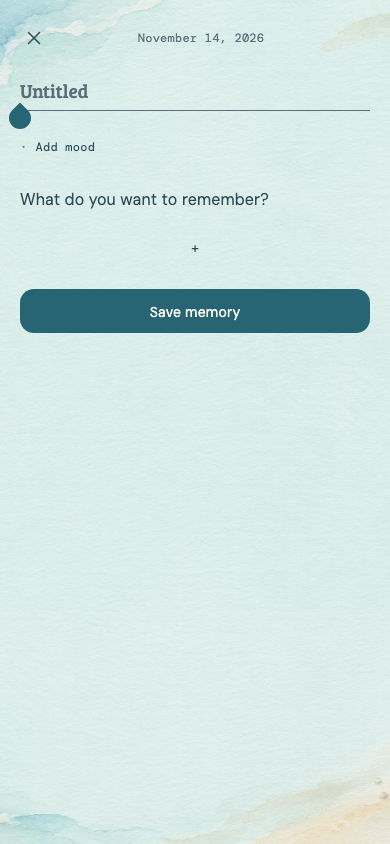 November 14, 2026
Untitled
· Add mood
What do you want to remember?
+
Save memory